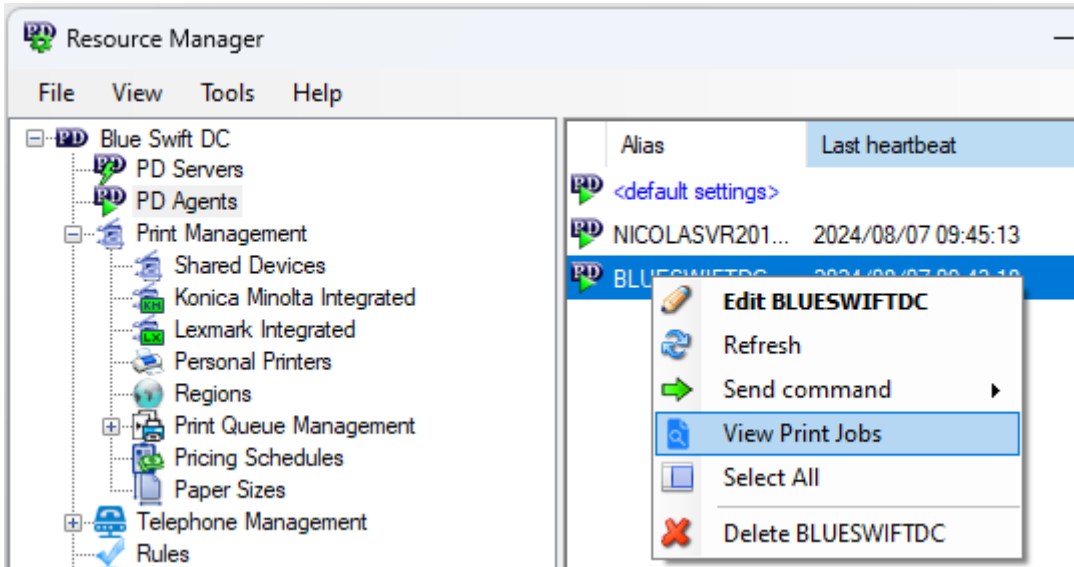 Resource Manager
File View Tools Help
Blue Swift DC
PD Servers
PD Agents
Print Management
Shared Devices
Konica Minolta Integrated
Lexmark Integrated
Personal Printers
Regions
Print Queue Management
Pricing Schedules
Paper Sizes
Telephone Management
Rules
Alias Last heartbeat
<default settings>
NICOLASVR201... 2024/08/07 09:45:13
Edit BLUESWIFTDC
Refresh
Send command
View Print Jobs
Select All
Delete BLUESWIFTDC